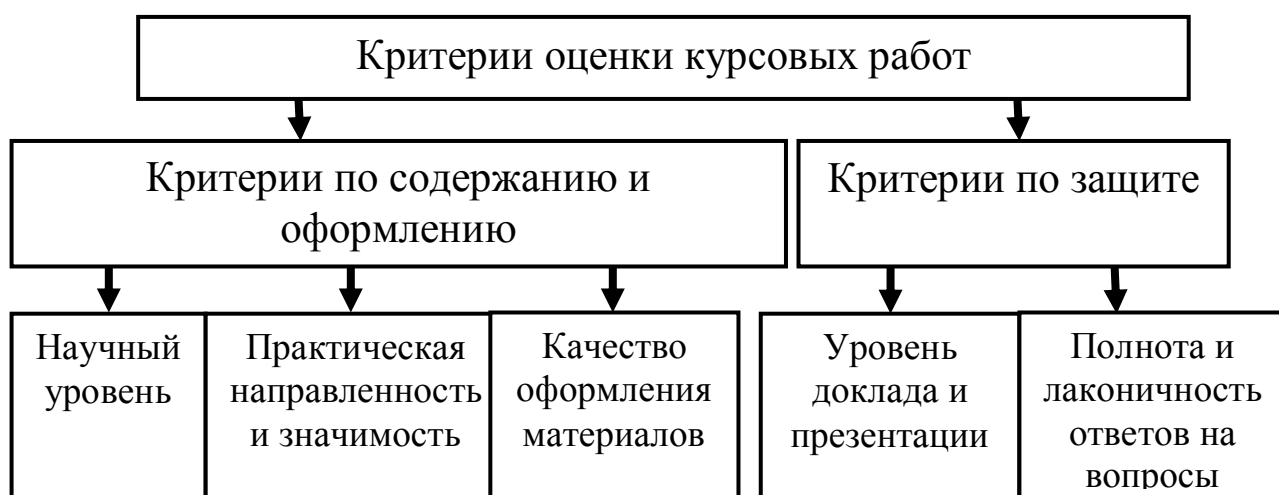 Критерии оценки курсовых работ
Критерии по содержанию и
оформлению
Критерии по защите
Научный
уровень
Практическая
направленность
и значимость
Качество
оформления
материалов
Уровень
доклада и
презентации
Полнота и
лаконичность
ответов на
вопросы